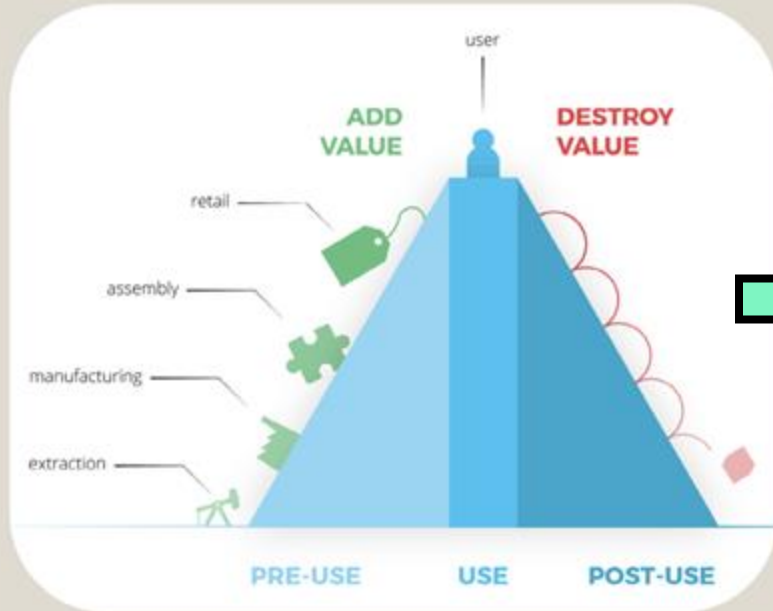 user
ADD
VALUE
DESTROY
VALUE
retail
assembly
manufacturing
extraction
PRE-USE
USE
POST-USE